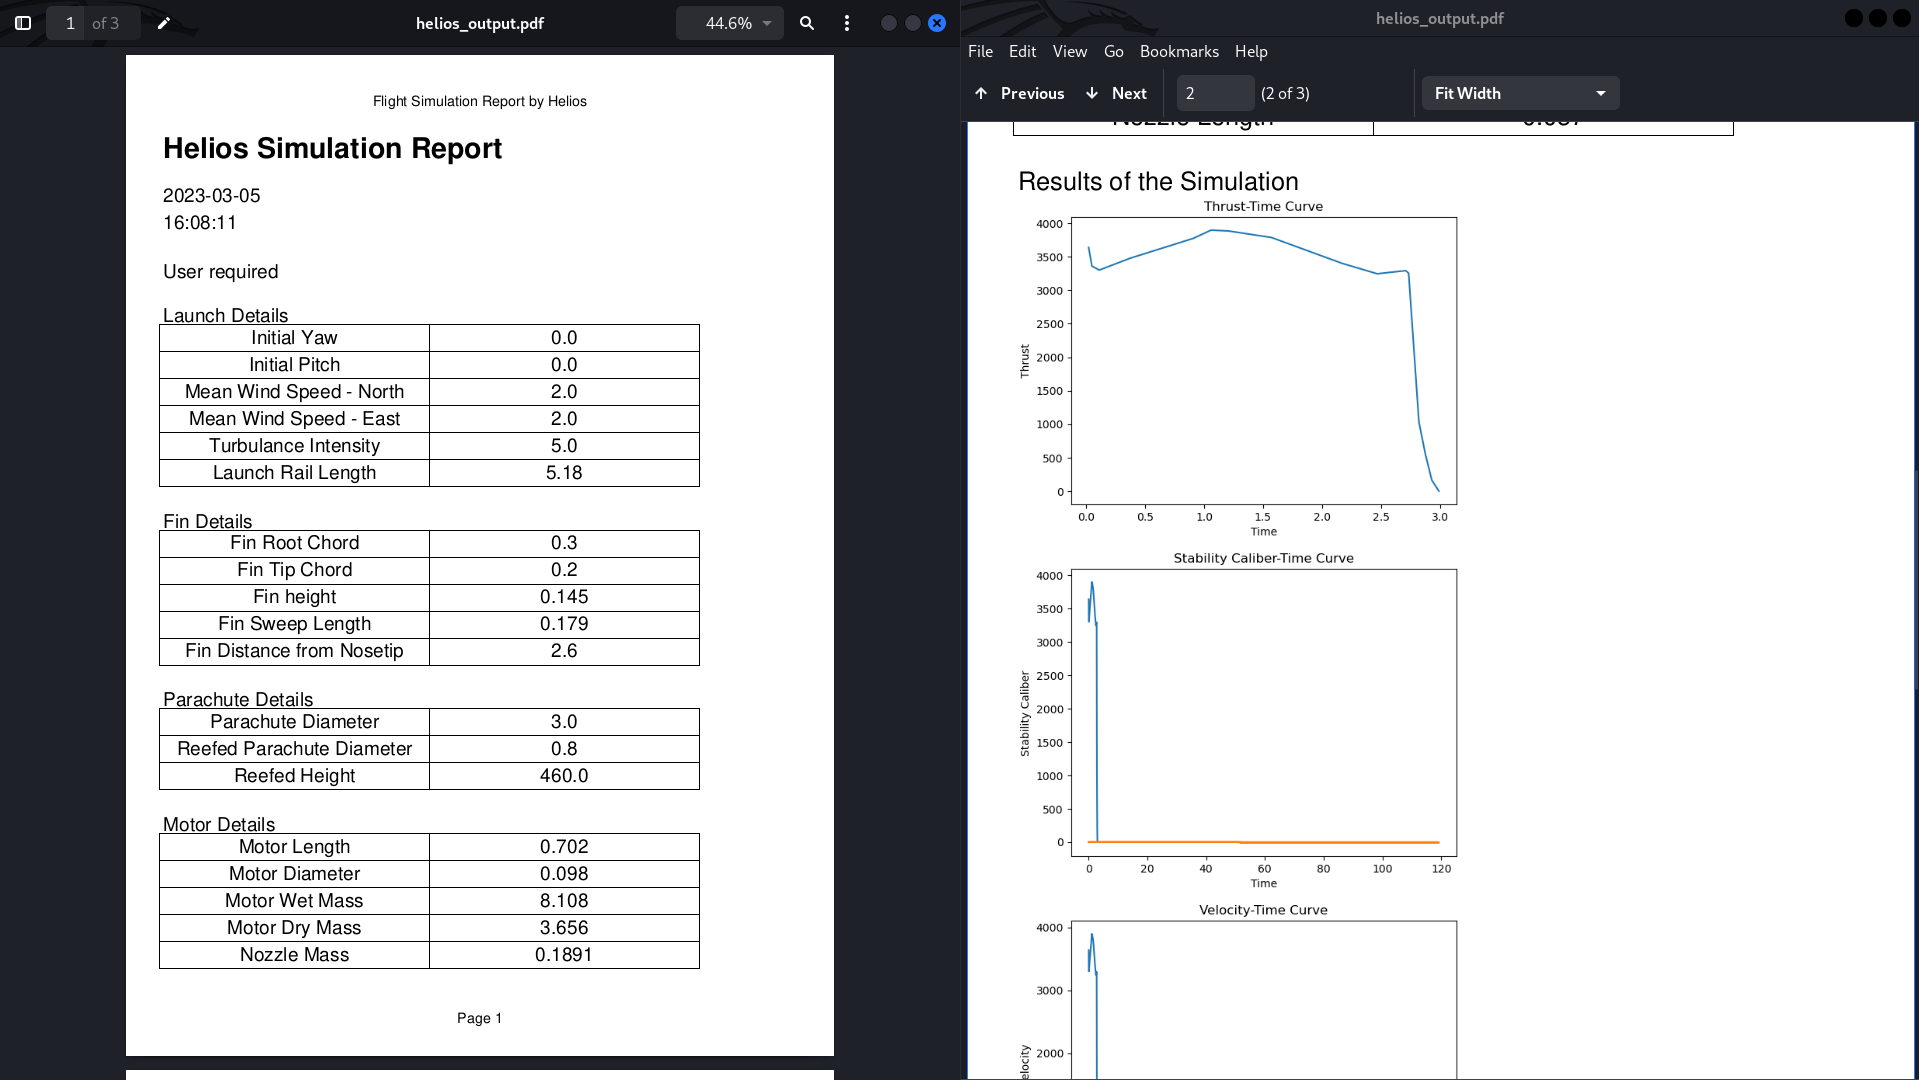 1 of 3
helios_output.pdf
44.6%
Flight Simulation Report by Helios
Helios Simulation Report
2023-03-05
16:08:11
User required
Launch Details
Initial Yaw 0.0
Initial Pitch 0.0
Mean Wind Speed - North 2.0
Mean Wind Speed - East 2.0
Turbulance Intensity 5.0
Launch Rail Length 5.18
Fin Details
Fin Root Chord 0.3
Fin Tip Chord 0.2
Fin height 0.145
Fin Sweep Length 0.179
Fin Distance from Nosetip 2.6
Parachute Details
Parachute Diameter 3.0
Reefed Parachute Diameter 0.8
Reefed Height 460.0
Motor Details
Motor Length 0.702
Motor Diameter 0.098
Motor Wet Mass 8.108
Motor Dry Mass 3.656
Nozzle Mass 0.1891
Page 1
helios_output.pdf
File Edit View Go Bookmarks Help
Previous Next 2 (2 of 3) Fit Width
Nozzle Length
Results of the Simulation
Thrust-Time Curve
4000
3500
3000
2500
2000
1500
1000
500
0
Thrust
0.0 0.5 1.0 1.5 2.0 2.5 3.0
Time
Stability Caliber-Time Curve
4000
3500
3000
2500
2000
1500
1000
500
0
Stability Caliber
0 20 40 60 80 100 120
Time
Velocity-Time Curve
4000
3000
2000
elocity